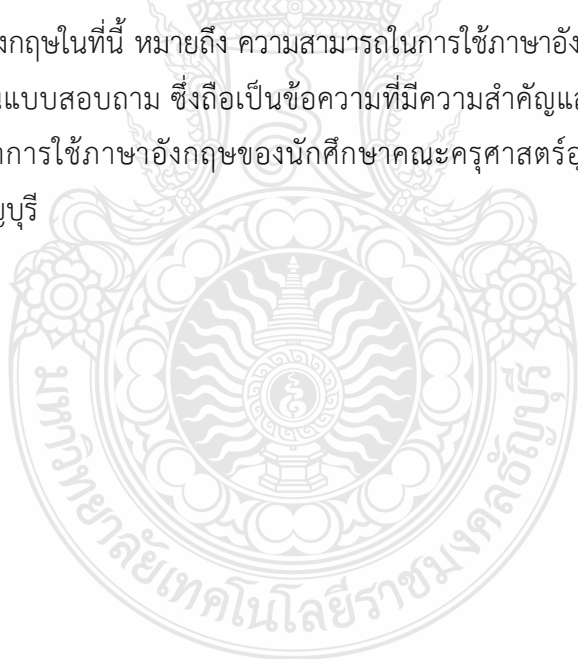 งกฤษในที่นี้ หมายถึง ความสามารถในการใช้ภาษาอัง
แบบสอบถาม ซึ่งถือเป็นข้อความที่มีความสำคัญแล
การใช้ภาษาอังกฤษของนักศึกษาคณะครุศาสตร์อุ
บุรี
มหาวิทยาลัยเทคโนโลยีราชมงคลธัญบุรี